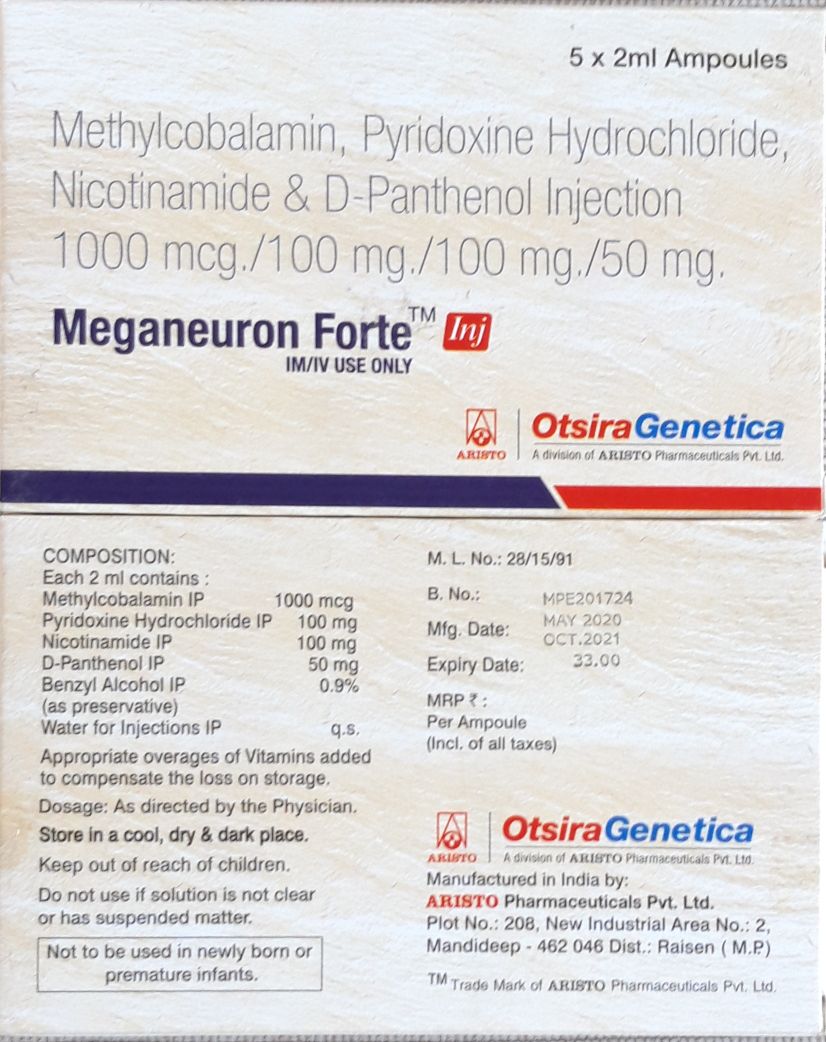 5 x 2ml Ampoules
Methylcobalamin, Pyridoxine Hydrochloride,
Nicotinamide & D-Panthenol Injection
1000 mcg./100 mg./100 mg./50 mg.
Meganeuron Forte™ Inj
IM/IV USE ONLY
ARISTO
OtsiraGenetica
A division of ARISTO Pharmaceuticals Pvt. Ltd.
COMPOSITION:
Each 2 ml contains :
Methylcobalamin IP 1000 mcg
Pyridoxine Hydrochloride IP 100 mg
Nicotinamide IP 100 mg
D-Panthenol IP 50 mg
Benzyl Alcohol IP 0.9%
(as preservative)
Water for Injections IP q.s.
Appropriate overages of Vitamins added
to compensate the loss on storage.
Dosage: As directed by the Physician.
Store in a cool, dry & dark place.
Keep out of reach of children.
Do not use if solution is not clear
or has suspended matter.
Not to be used in newly born or
premature infants.
M. L. No.: 28/15/91
B. No.: MPE201724
Mfg. Date: MAY 2020
OCT.2021
Expiry Date: 33.00
MRP ₹ :
Per Ampoule
(Incl. of all taxes)
ARISTO
OtsiraGenetica
A division of ARISTO Pharmaceuticals Pvt. Ltd.
Manufactured in India by:
ARISTO Pharmaceuticals Pvt. Ltd.
Plot No.: 208, New Industrial Area No.: 2,
Mandideep - 462 046 Dist.: Raisen ( M.P.)
™ Trade Mark of ARISTO Pharmaceuticals Pvt. Ltd.